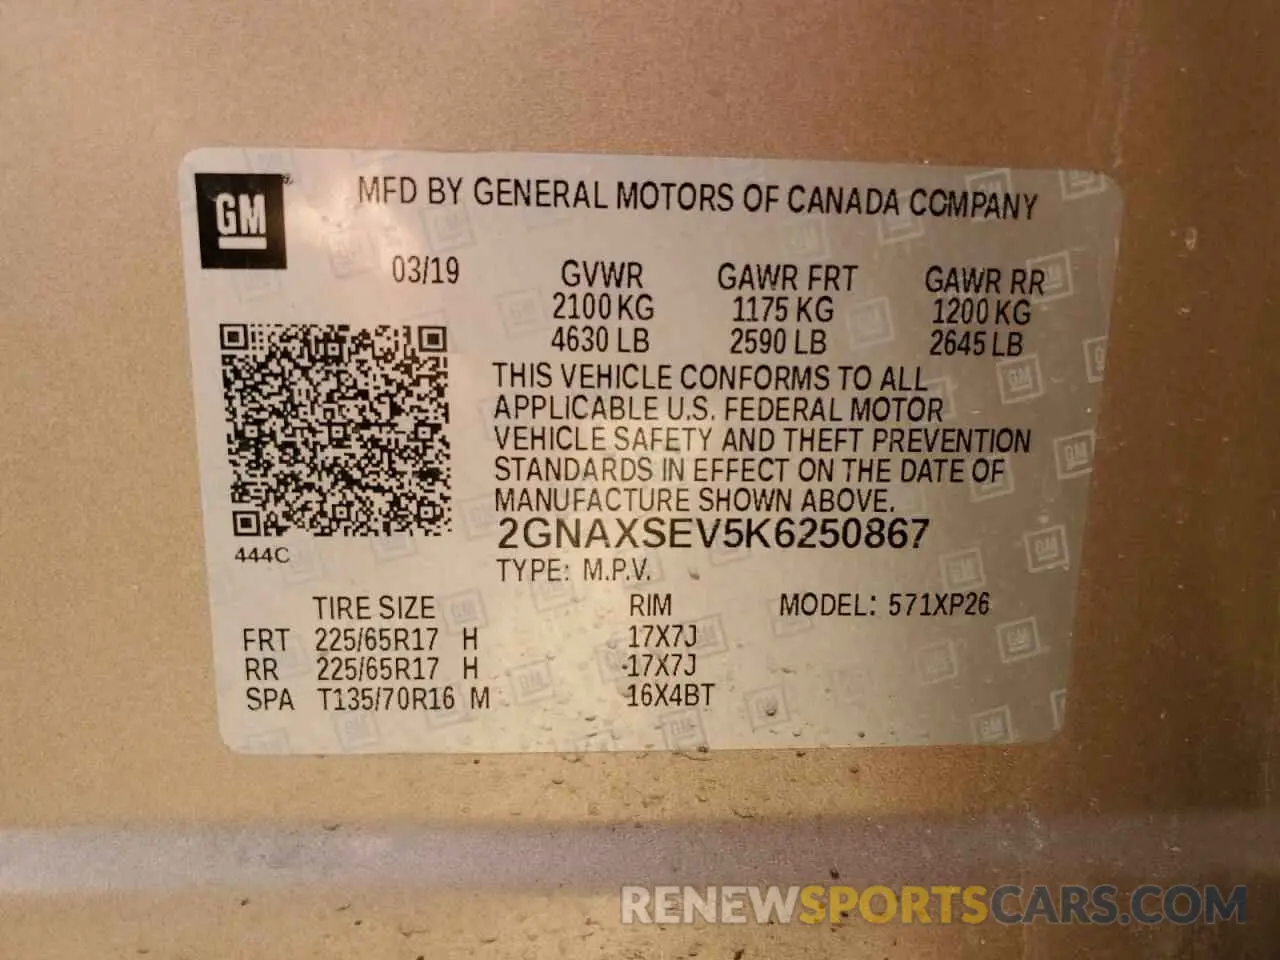 GM
MFD BY GENERAL MOTORS OF CANADA COMPANY
03/19 GVWR GAWR FRT GAWR RR
2100 KG 1175 KG 1200 KG
4630 LB 2590 LB 2645 LB
THIS VEHICLE CONFORMS TO ALL
APPLICABLE U.S. FEDERAL MOTOR
VEHICLE SAFETY AND THEFT PREVENTION
STANDARDS IN EFFECT ON THE DATE OF
MANUFACTURE SHOWN ABOVE.
2GNAXSEV5K6250867
444C
TYPE: M.P.V.
TIRE SIZE RIM MODEL: 571XP26
FRT 225/65R17 H 17X7J
RR 225/65R17 H 17X7J
SPA T135/70R16 M 16X4BT
RENEWSPORTSCARS.COM